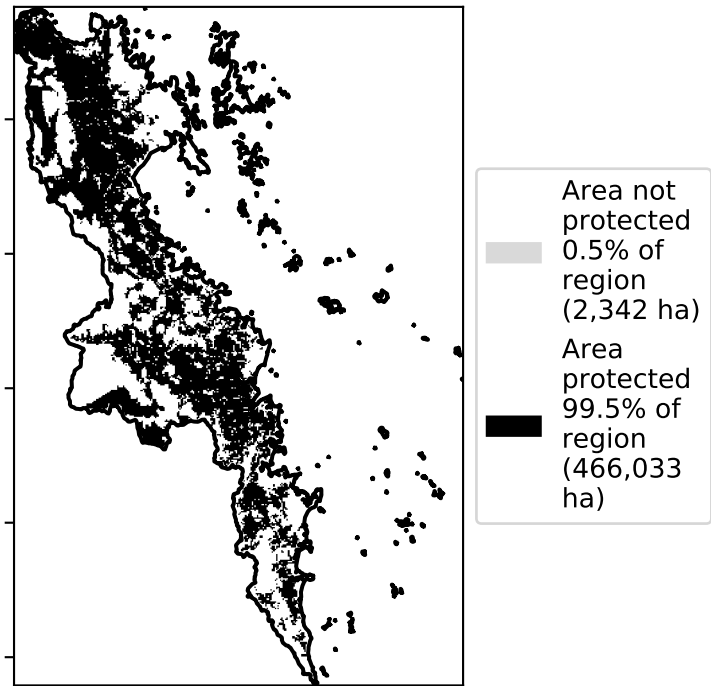 Area not
protected
0.5% of
region
(2,342 ha)
Area
protected
99.5% of
region
(466,033
ha)